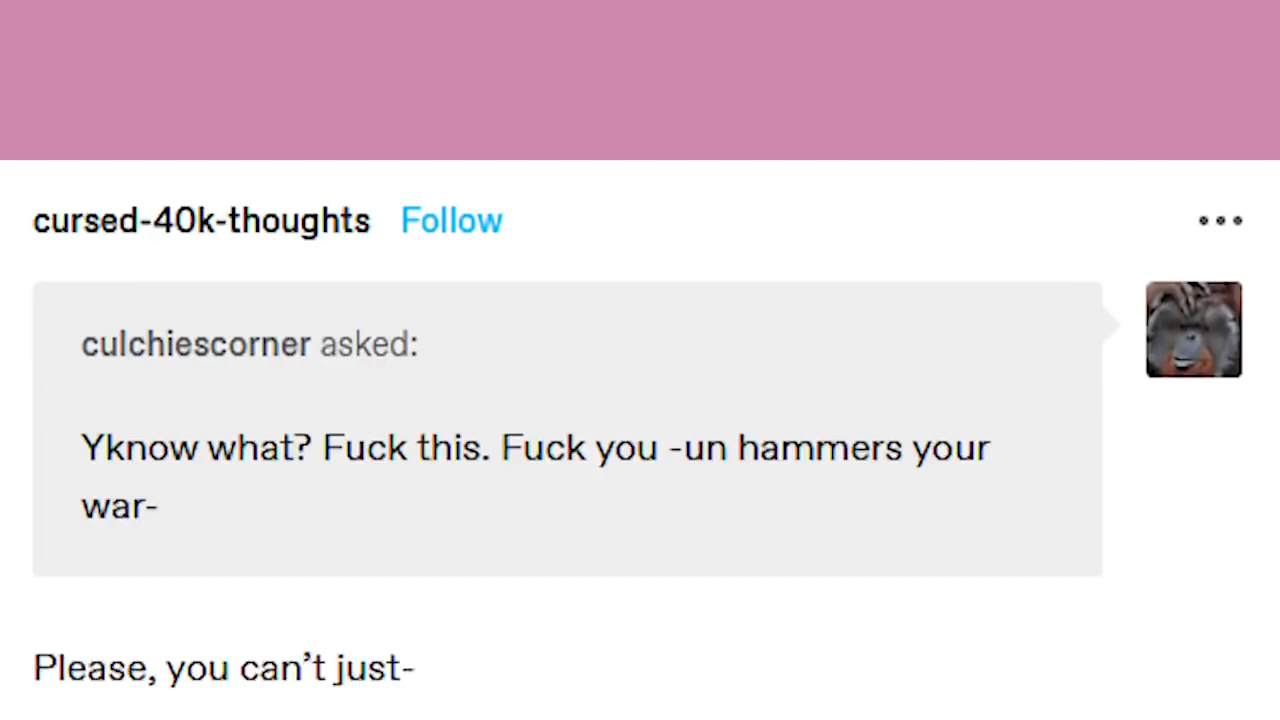 cursed-40k-thoughts Follow
culchiescorner asked:
Yknow what? Fuck this. Fuck you -un hammers your
war-
Please, you can’t just-